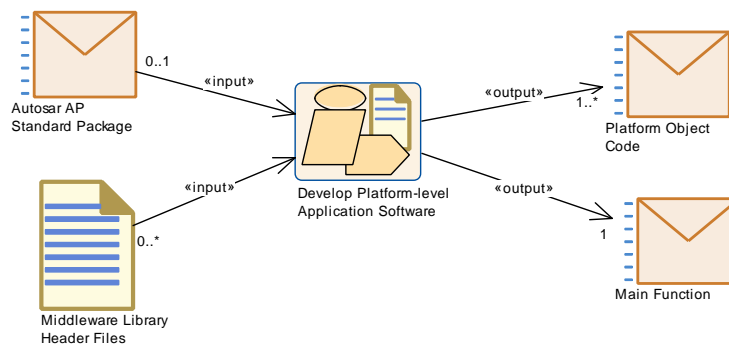 0..1
«input»
Autosar AP
Standard Package
«output»
1..*
Platform Object
Code
«input»
0..*
Develop Platform-level
Application Software
«output»
1
Main Function
Middleware Library
Header Files